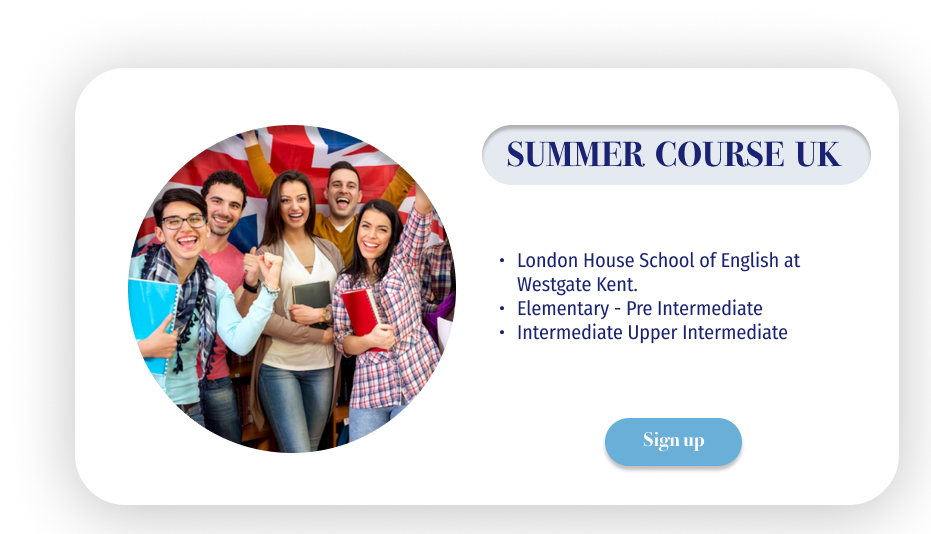 SUMMER COURSE UK
• London House School of English at
Westgate Kent.
• Elementary - Pre Intermediate
• Intermediate Upper Intermediate
Sign up